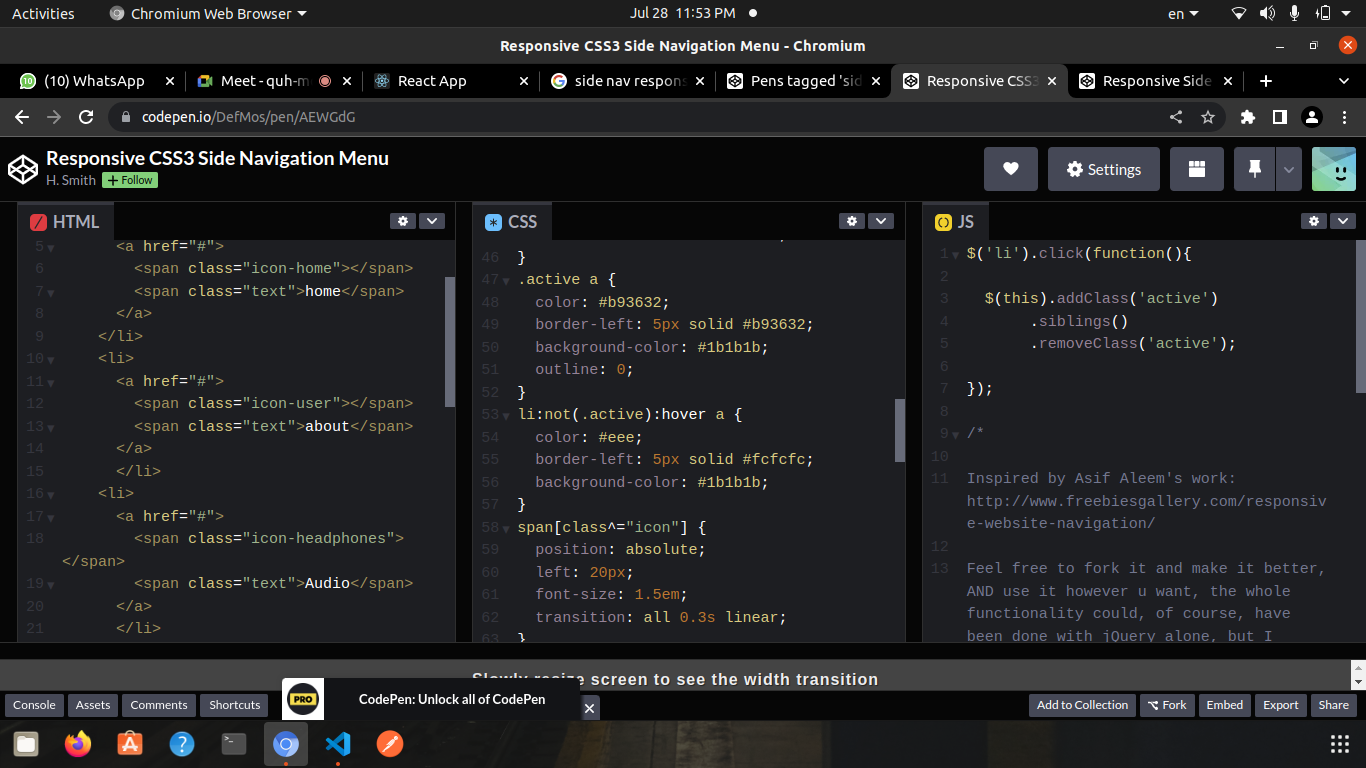 Activities Chromium Web Browser Jul 28 11:53 PM en
Responsive CSS3 Side Navigation Menu - Chromium
10 (10) WhatsApp Meet - quh-m React App side nav respons Pens tagged 'sid Responsive CSS3 Responsive Side
codepen.io/DefMos/pen/AEWGdG
Responsive CSS3 Side Navigation Menu
H. Smith + Follow
Settings
HTML
5 <a href="#">
6 <span class="icon-home"></span>
7 <span class="text">home</span>
8 </a>
9 </li>
10 <li>
11 <a href="#">
12 <span class="icon-user"></span>
13 <span class="text">about</span>
14 </a>
15 </li>
16 <li>
17 <a href="#">
18 <span class="icon-headphones">
</span>
19 <span class="text">Audio</span>
20 </a>
21 </li>
CSS
46 }
47 .active a {
48 color: #b93632;
49 border-left: 5px solid #b93632;
50 background-color: #1b1b1b;
51 outline: 0;
52 }
53 li:not(.active):hover a {
54 color: #eee;
55 border-left: 5px solid #fcfcfc;
56 background-color: #1b1b1b;
57 }
58 span[class^="icon"] {
59 position: absolute;
60 left: 20px;
61 font-size: 1.5em;
62 transition: all 0.3s linear;
63 }
JS
1 $('li').click(function(){
2
3 $(this).addClass('active')
4 .siblings()
5 .removeClass('active');
6
7 });
8
9 /*
10
11 Inspired by Asif Aleem's work:
http://www.freebiesgallery.com/responsiv
e-website-navigation/
12
13 Feel free to fork it and make it better,
AND use it however u want, the whole
functionality could, of course, have
been done with jQuery alone, but I
Slowly resize screen to see the width transition
Console Assets Comments Shortcuts PRO CodePen: Unlock all of CodePen Add to Collection Fork Embed Export Share